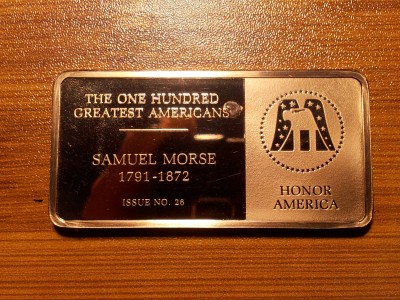 THE ONE HUNDRED
GREATEST AMERICANS
SAMUEL MORSE
1791-1872
ISSUE NO. 26
HONOR
AMERICA